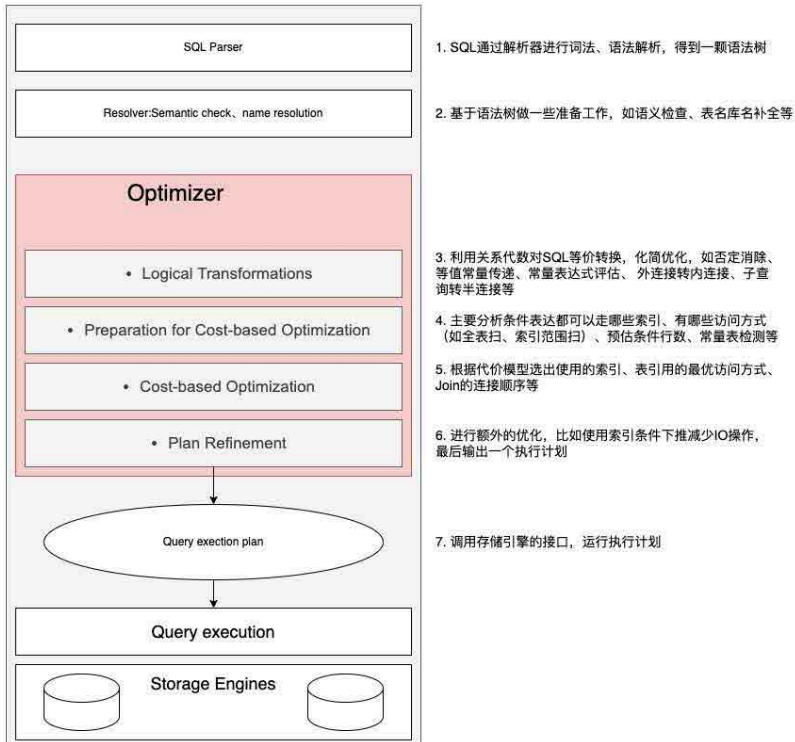 SQL Parser
1. SQL通过解析器进行词法、语法解析，得到一颗语法树
Resolver:Semantic check、name resolution
2. 基于语法树做一些准备工作，如语义检查、表名库名补全等
Optimizer
• Logical Transformations
3. 利用关系代数对SQL等价转换，化简优化，如否定消除、
等值常量传递、常量表达式评估、 外连接转内连接、子查
询转半连接等
• Preparation for Cost-based Optimization
4. 主要分析条件表达都可以走哪些索引、有哪些访问方式
（如全表扫、索引范围扫）、预估条件行数、常量表检测等
• Cost-based Optimization
5. 根据代价模型选出使用的索引、表引用的最优访问方式、
Join的连接顺序等
• Plan Refinement
6. 进行额外的优化，比如使用索引条件下推减少IO操作，
最后输出一个执行计划
Query exection plan
7. 调用存储引擎的接口，运行执行计划
Query execution
Storage Engines